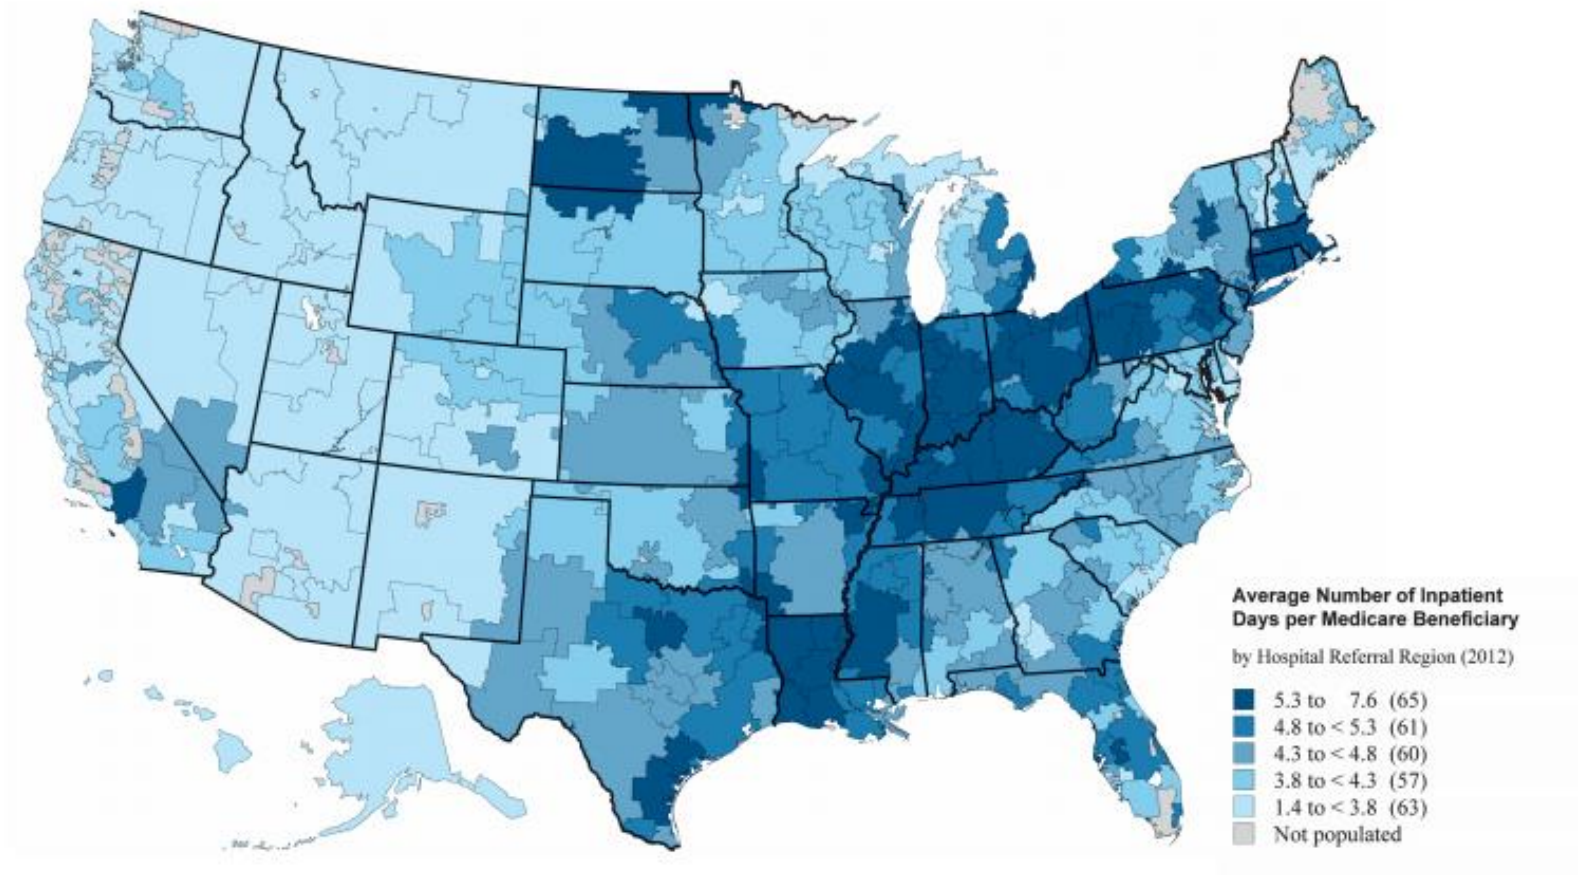 Average Number of Inpatient
Days per Medicare Beneficiary
by Hospital Referral Region (2012)
5.3 to 7.6 (65)
4.8 to < 5.3 (61)
4.3 to < 4.8 (60)
3.8 to < 4.3 (57)
1.4 to < 3.8 (63)
Not populated